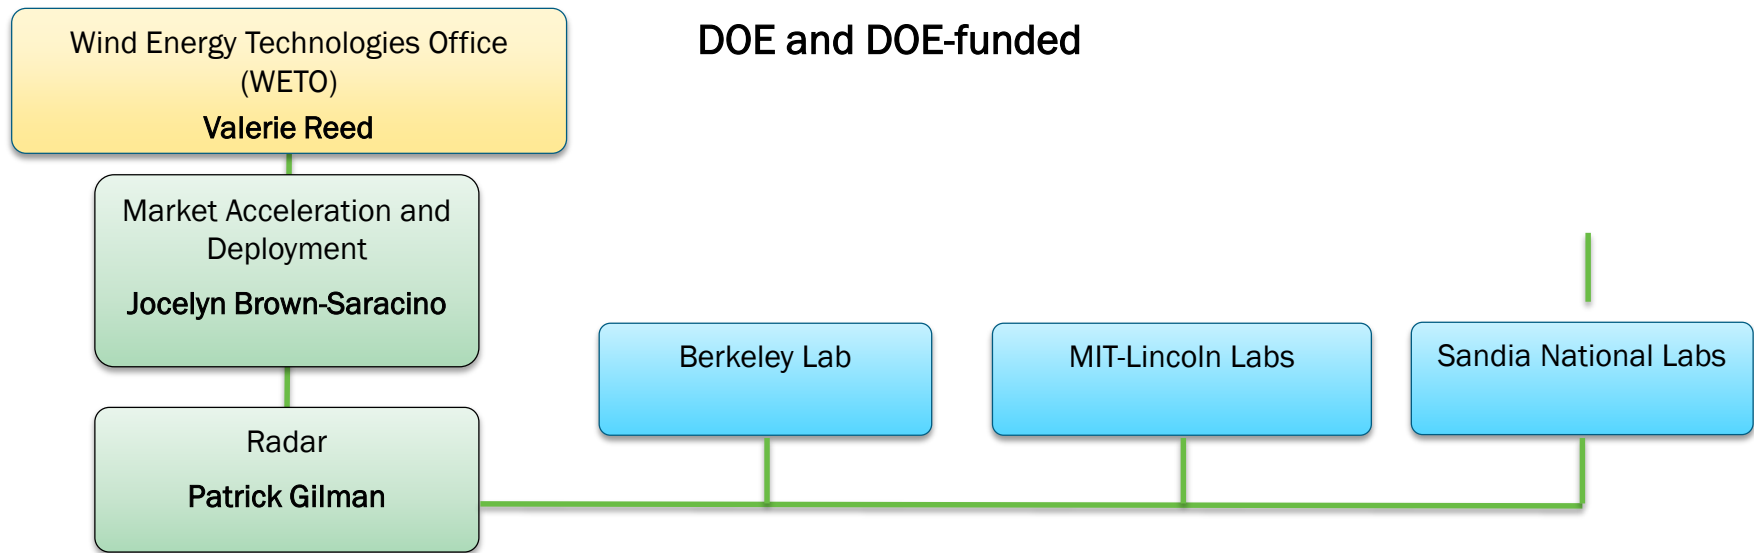 Wind Energy Technologies Office
(WETO)
Valerie Reed
DOE and DOE-funded
Market Acceleration and
Deployment
Jocelyn Brown-Saracino
Berkeley Lab
MIT-Lincoln Labs
Sandia National Labs
Radar
Patrick Gilman